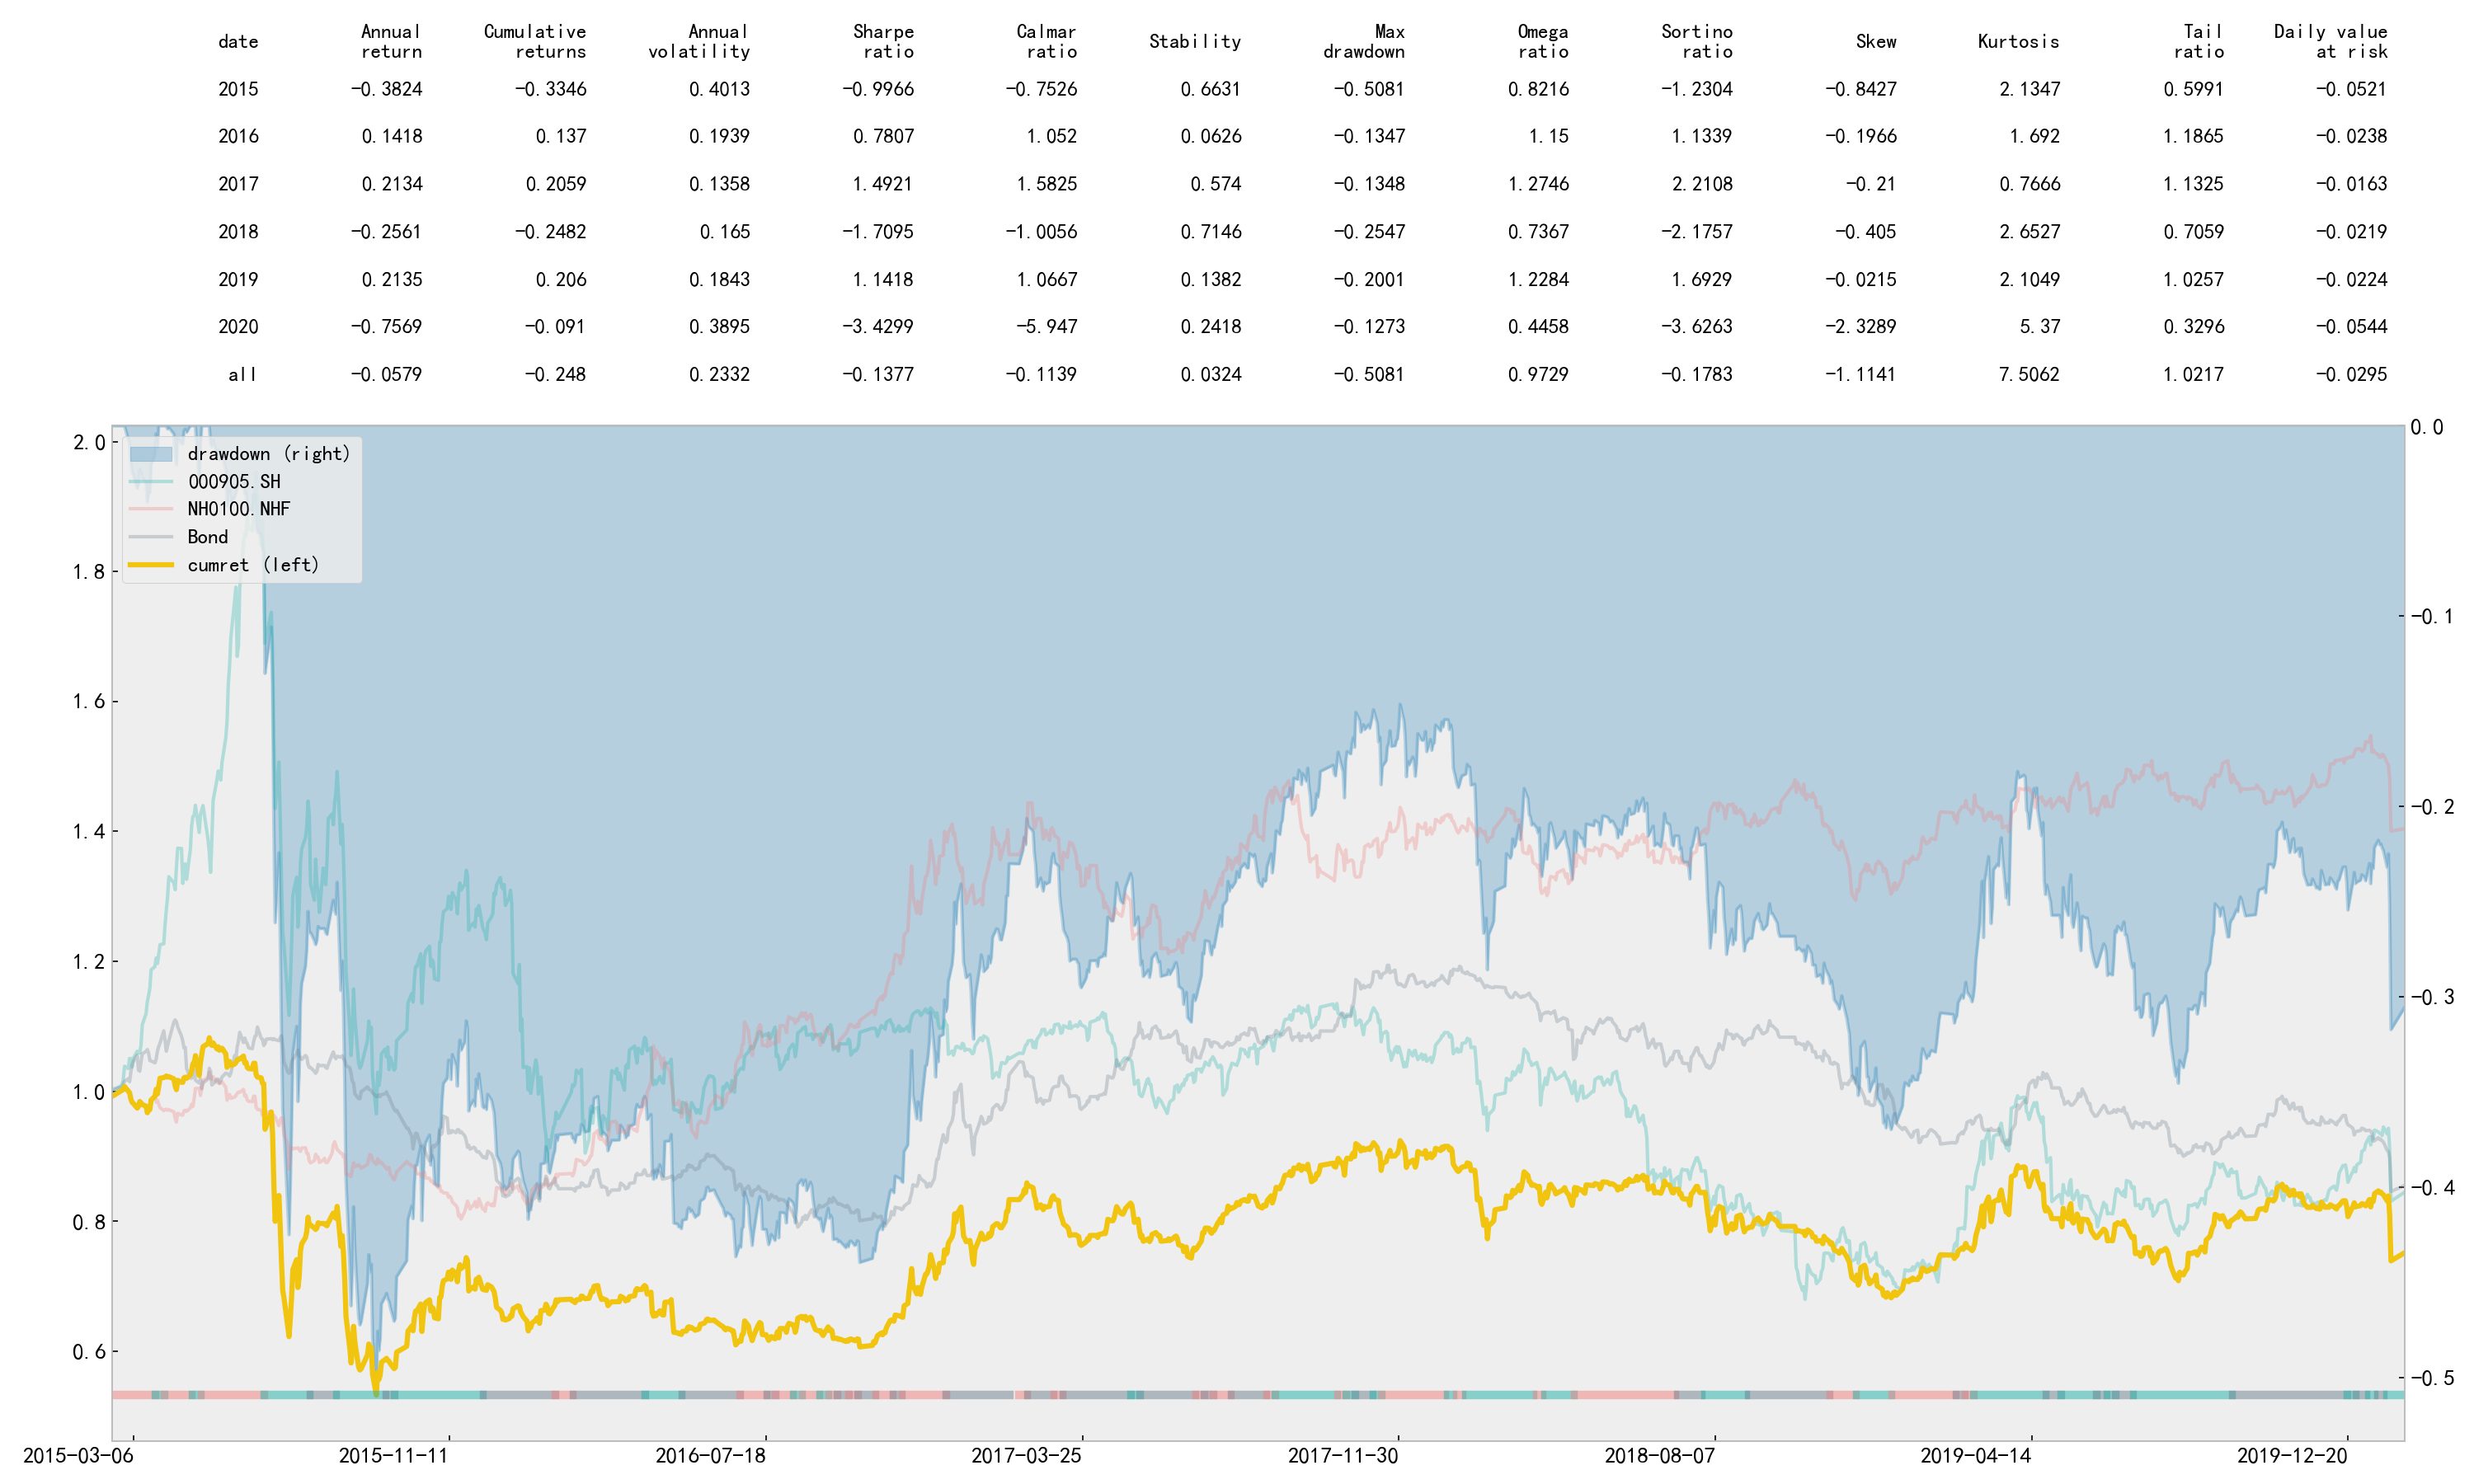 date Annual return Cumulative returns Annual volatility Sharpe ratio Calmar ratio Stability Max drawdown Omega ratio Sortino ratio Skew Kurtosis Tail ratio Daily value at risk
2015 -0.3824 -0.3346 0.4013 -0.9966 -0.7526 0.6631 -0.5081 0.8216 -1.2304 -0.8427 2.1347 0.5991 -0.0521
2016 0.1418 0.137 0.1939 0.7807 1.052 0.0626 -0.1347 1.15 1.1339 -0.1966 1.692 1.1865 -0.0238
2017 0.2134 0.2059 0.1358 1.4921 1.5825 0.574 -0.1348 1.2746 2.2108 -0.21 0.7666 1.1325 -0.0163
2018 -0.2561 -0.2482 0.165 -1.7095 -1.0056 0.7146 -0.2547 0.7367 -2.1757 -0.405 2.6527 0.7059 -0.0219
2019 0.2135 0.206 0.1843 1.1418 1.0667 0.1382 -0.2001 1.2284 1.6929 -0.0215 2.1049 1.0257 -0.0224
2020 -0.7569 -0.091 0.3895 -3.4299 -5.947 0.2418 -0.1273 0.4458 -3.6263 -2.3289 5.37 0.3296 -0.0544
all -0.0579 -0.248 0.2332 -0.1377 -0.1139 0.0324 -0.5081 0.9729 -0.1783 -1.1141 7.5062 1.0217 -0.0295
drawdown (right)
000905.SH
NH0100.NHF
Bond
cumret (left)
2.0
1.8
1.6
1.4
1.2
1.0
0.8
0.6
0.0
-0.1
-0.2
-0.3
-0.4
-0.5
2015-03-06 2015-11-11 2016-07-18 2017-03-25 2017-11-30 2018-08-07 2019-04-14 2019-12-20